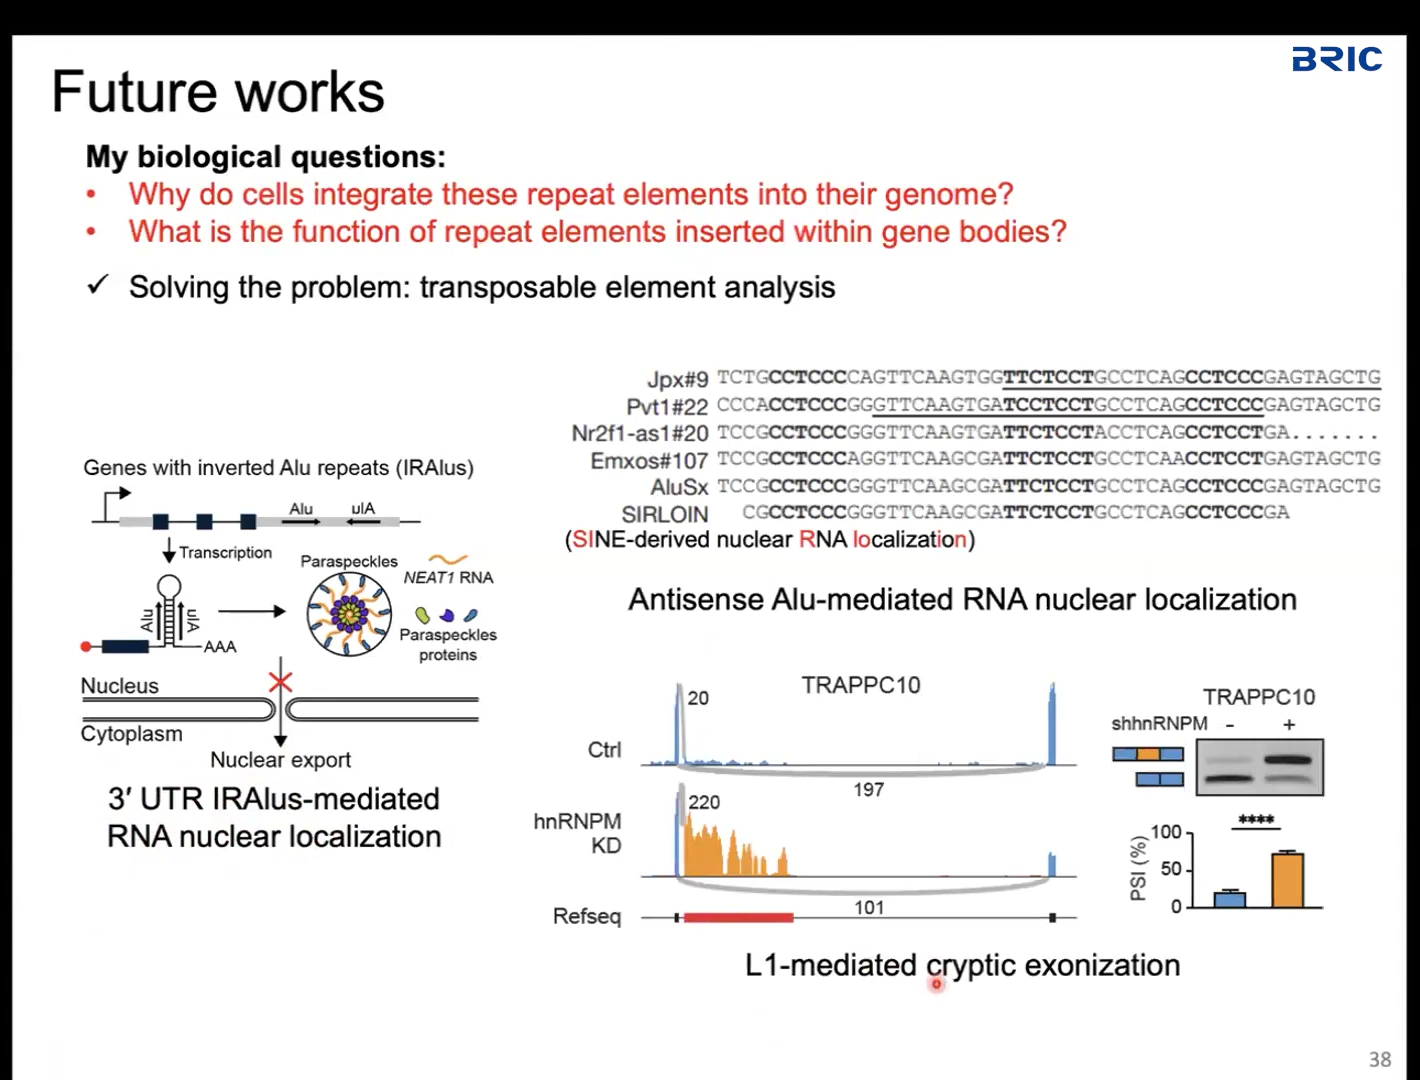 BRIC
Future works
My biological questions:
• Why do cells integrate these repeat elements into their genome?
• What is the function of repeat elements inserted within gene bodies?
✓ Solving the problem: transposable element analysis
Genes with inverted Alu repeats (IRAlus)
Alu
ulA
Transcription
Paraspeckles
NEAT1 RNA
Alu
ulA
AAA
Paraspeckles
proteins
Nucleus
Cytoplasm
Nuclear export
3′ UTR IRAlus-mediated
RNA nuclear localization
Jpx#9 TCTGCCTCCCCCAGTTCAAGTGGTTCTCCTGCCTCAGCCTCCCGAGTAGCTG
Pvt1#22 CCCACCTCCCGGGTTCAAGTGATCCTCCTGCCTCAGCCTCCCGAGTAGCTG
Nr2f1-as1#20 TCCGCCTCCCGGGTTCAAGTGATTCTCCTACCTCAGCCTCCTGA.......
Emxos#107 TCCGCCTCCCAGGTTCAAGCGATTCTCCTGCCTCAACCTCCTGAGTAGCTG
AluSx TCCGCCTCCCGGGTTCAAGCGATTCTCCTGCCTCAGCCTCCCGAGTAGCTG
SIRLOIN CGCCTCCCGGGTTCAAGCGATTCTCCTGCCTCAGCCTCCCGA
(SINE-derived nuclear RNA localization)
Antisense Alu-mediated RNA nuclear localization
TRAPPC10
20
Ctrl
197
220
hnRNPM
KD
101
Refseq
TRAPPC10
shhnRNPM - +
****
PSI (%)
100
50
0
L1-mediated cryptic exonization
38